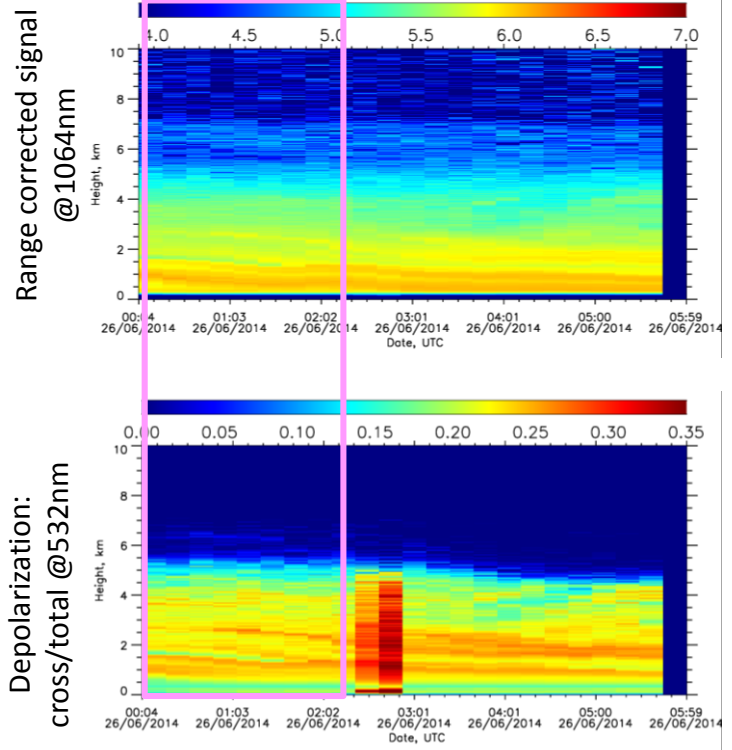 Range corrected signal
@1064nm
4.0 4.5 5.0 5.5 6.0 6.5 7.0
Height, km
10
8
6
4
2
0
00:04 01:03 02:02 03:01 04:01 05:00 05:59
26/06/2014 26/06/2014 26/06/2014 26/06/2014 26/06/2014 26/06/2014 26/06/2014
Date, UTC
Depolarization:
cross/total @532nm
0.00 0.05 0.10 0.15 0.20 0.25 0.30 0.35
Height, km
10
8
6
4
2
0
00:04 01:03 02:02 03:01 04:01 05:00 05:59
26/06/2014 26/06/2014 26/06/2014 26/06/2014 26/06/2014 26/06/2014 26/06/2014
Date, UTC